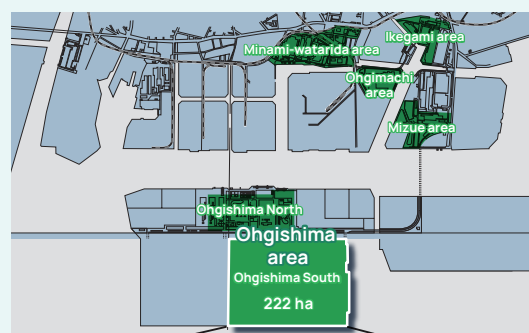 Ikegami area
Minami-watarida area
Ohgimachi
area
Mizue area
Ohgishima North
Ohgishima
area
Ohgishima South
222 ha